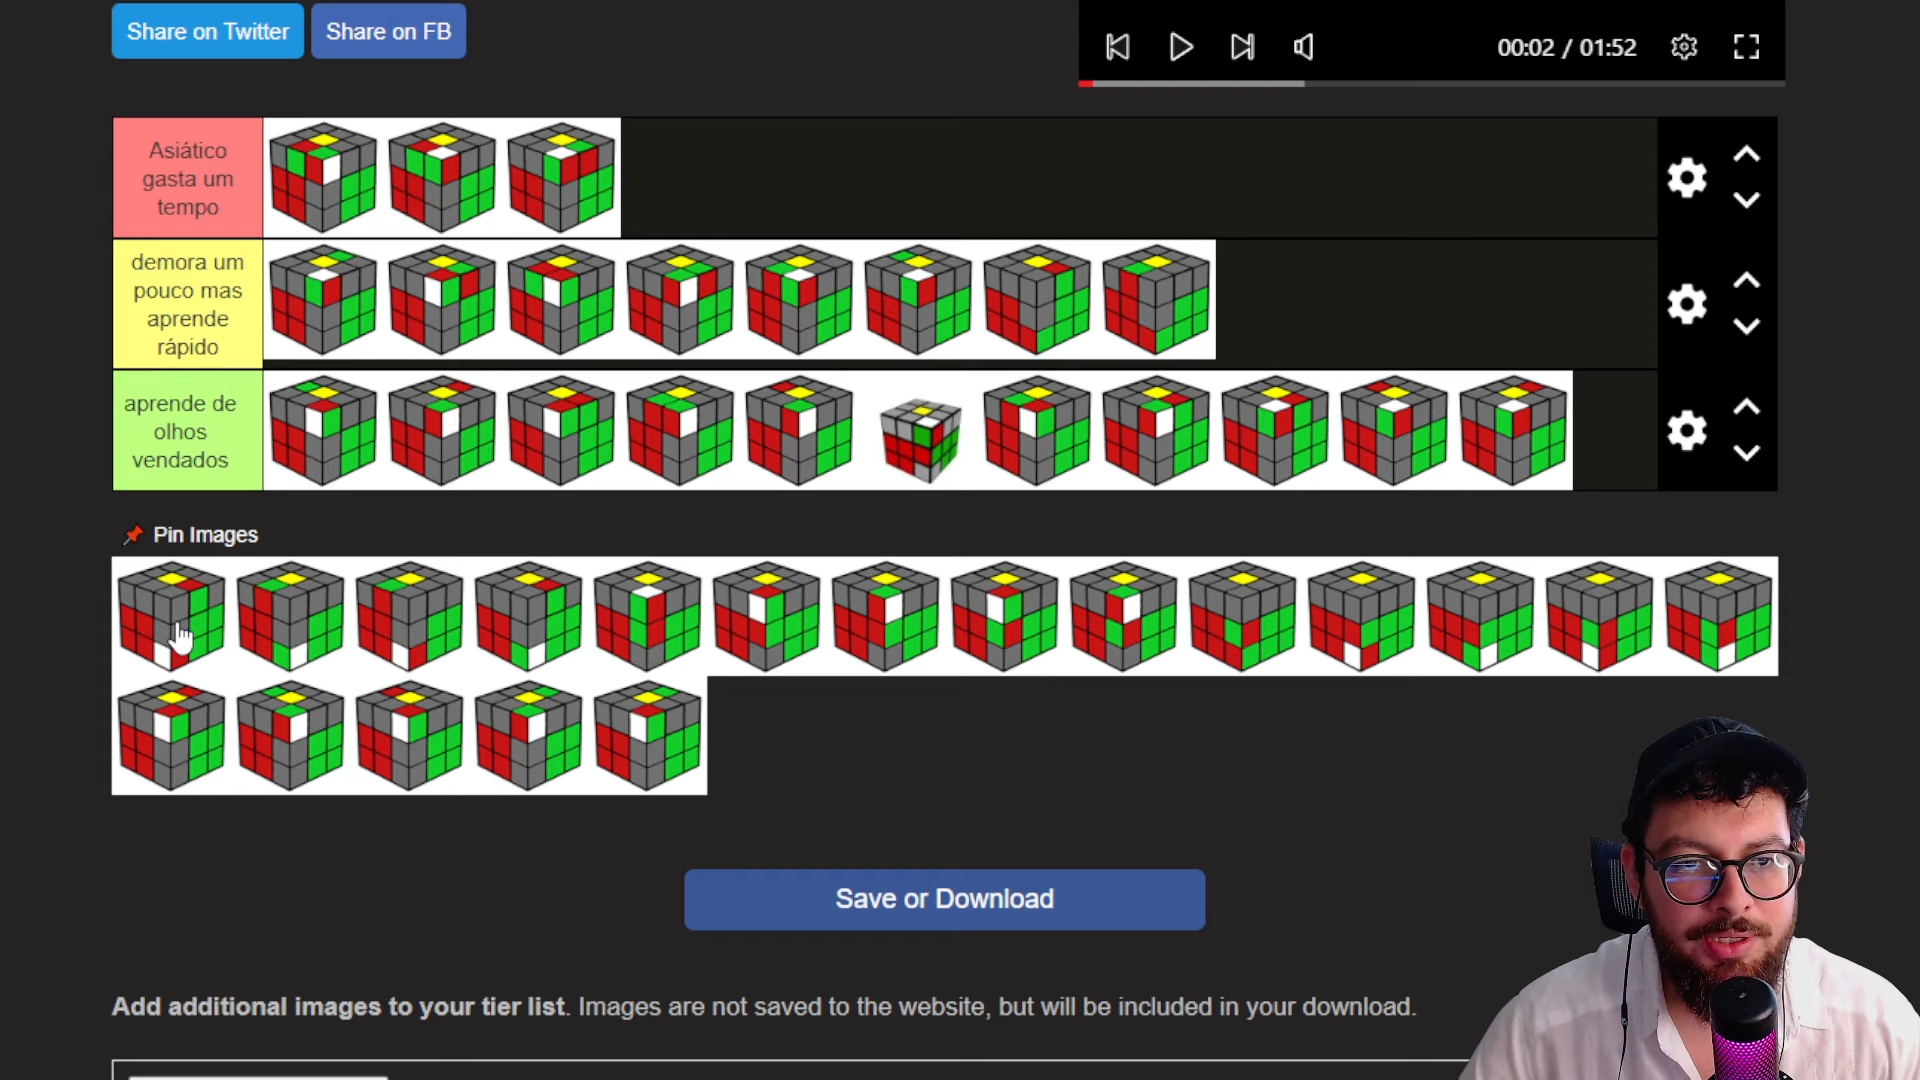 Share on Twitter
Share on FB
00:02 / 01:52
Asiático
gasta um
tempo
demora um
pouco mas
aprende
rápido
aprende de
olhos
vendados
Pin Images
Save or Download
Add additional images to your tier list. Images are not saved to the website, but will be included in your download.